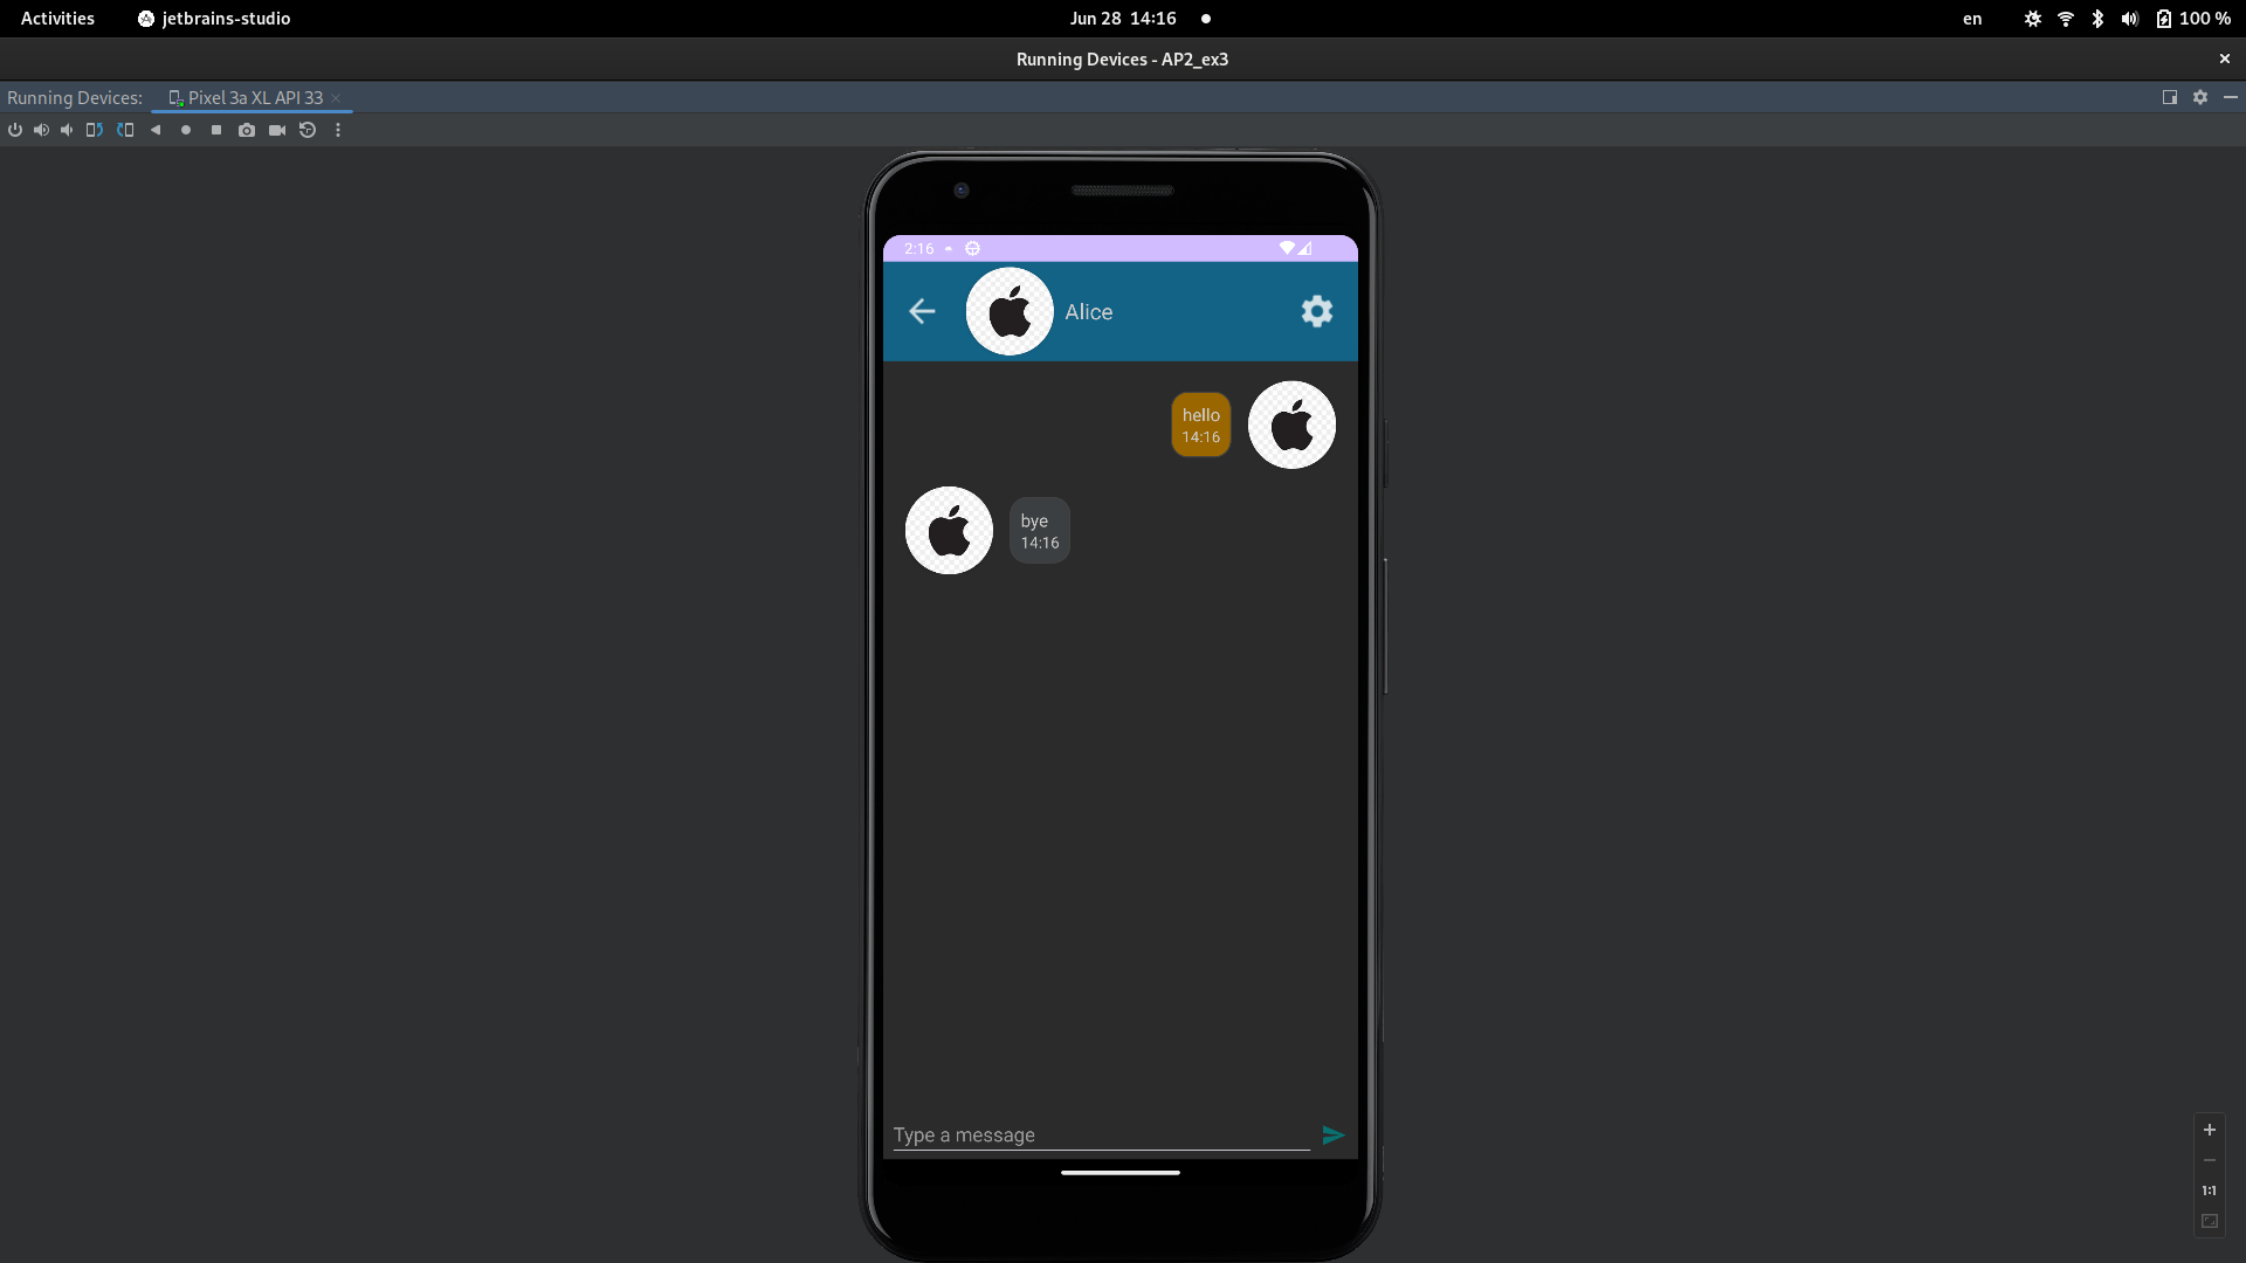 Activities jetbrains-studio Jun 28 14:16 en 100 %
Running Devices - AP2_ex3
Running Devices: Pixel 3a XL API 33
2:16
Alice
hello
14:16
bye
14:16
Type a message
1:1